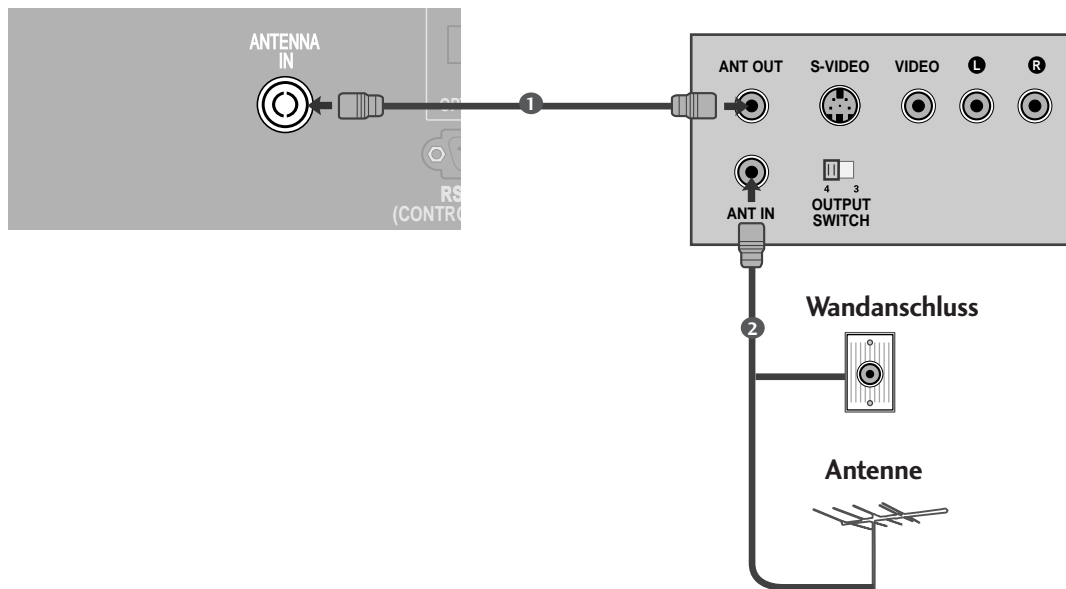 ANTENNA
IN
RS
(CONTRO
1
ANT OUT S-VIDEO VIDEO L R
4 3
ANT IN
OUTPUT
SWITCH
2
Wandanschluss
Antenne